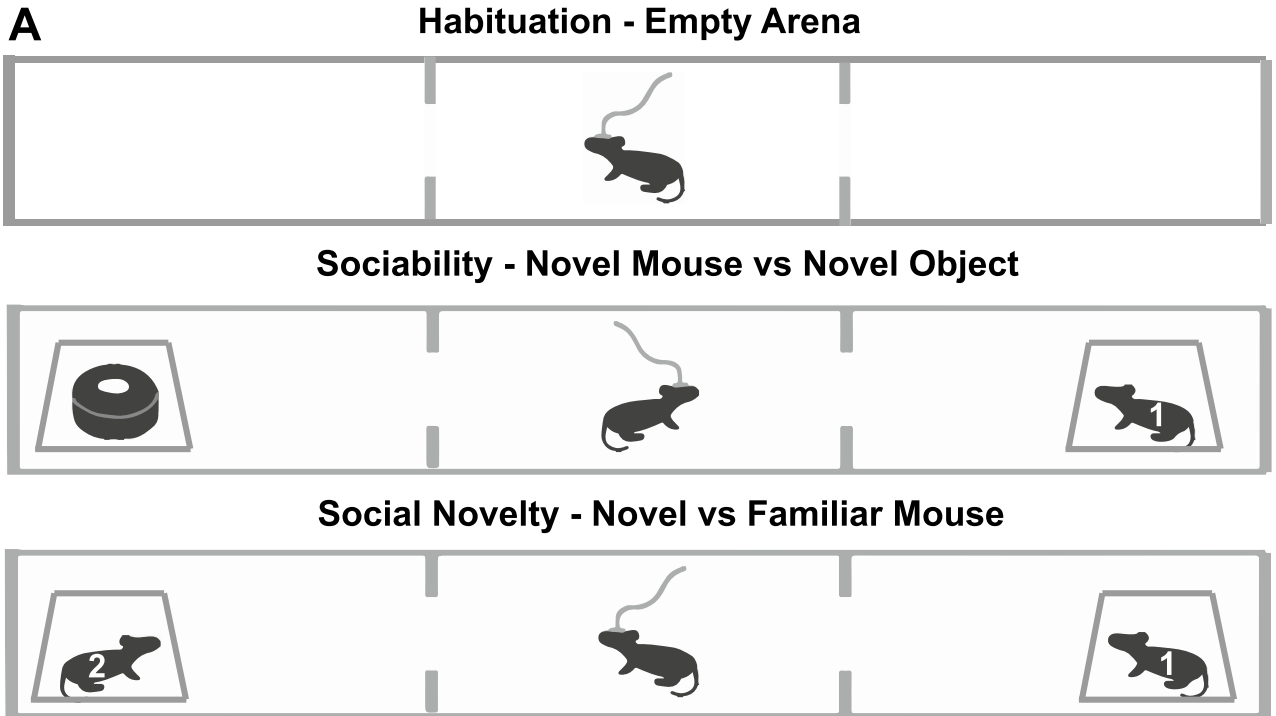 A
Habituation - Empty Arena
Sociability - Novel Mouse vs Novel Object
1
Social Novelty - Novel vs Familiar Mouse
2
1